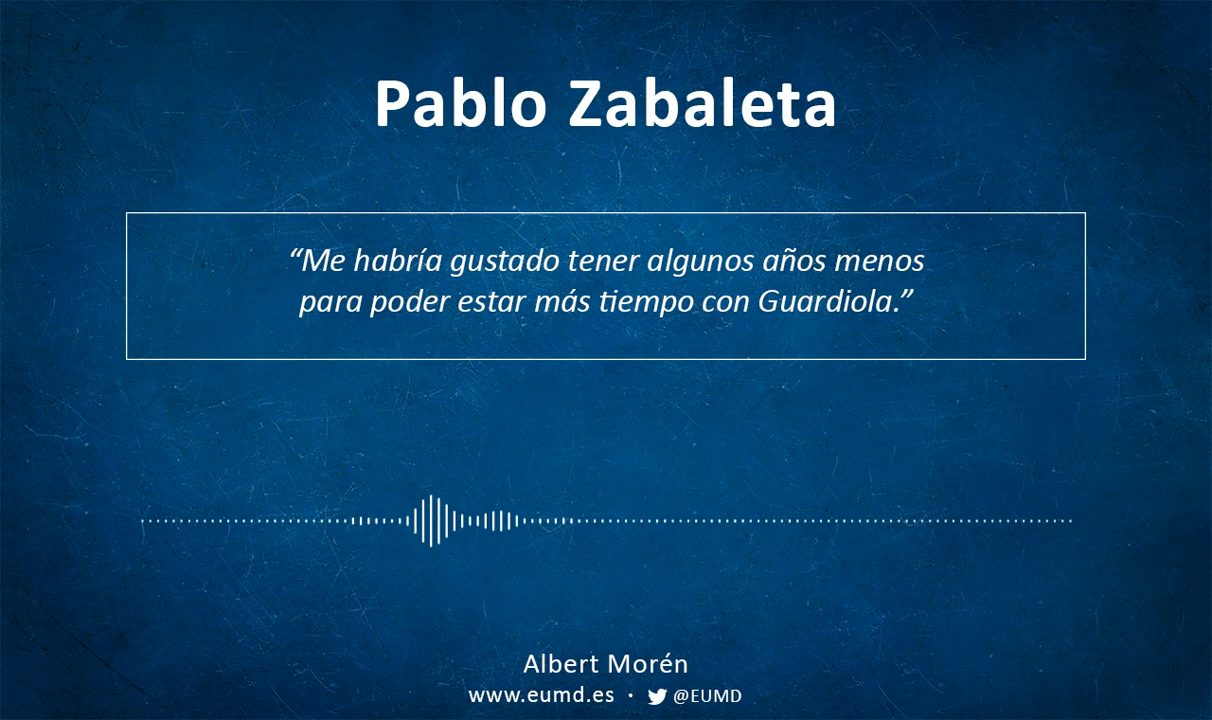 Pablo Zabaleta
“Me habría gustado tener algunos años menos
para poder estar más tiempo con Guardiola.”
Albert Morén
www.eumd.es · @EUMD